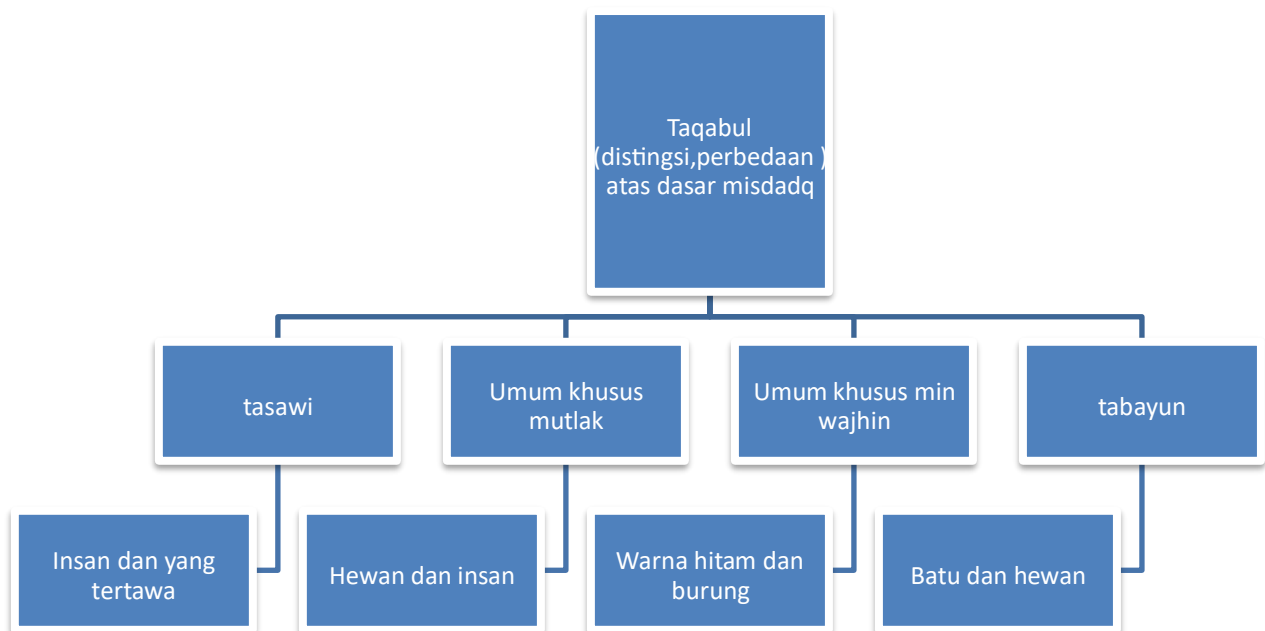 Taqabul
(distingsi,perbedaan )
atas dasar misdadq
tasawi
Umum khusus
mutlak
Umum khusus min
wajhin
tabayun
Insan dan yang
tertawa
Hewan dan insan
Warna hitam dan
burung
Batu dan hewan